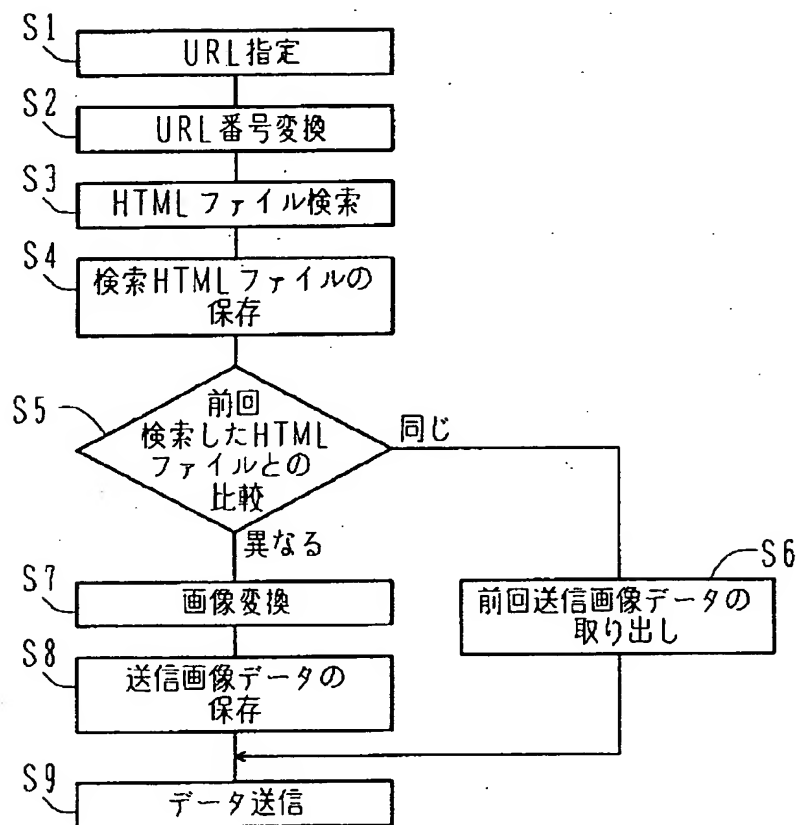 S1
URL指定
S2
URL番号変換
S3
HTMLファイル検索
S4
検索HTMLファイルの
保存
S5
前回
検索したHTML
ファイルとの
比較
同じ
異なる
S6
前回送信画像データの
取り出し
S7
画像変換
S8
送信画像データの
保存
S9
データ送信